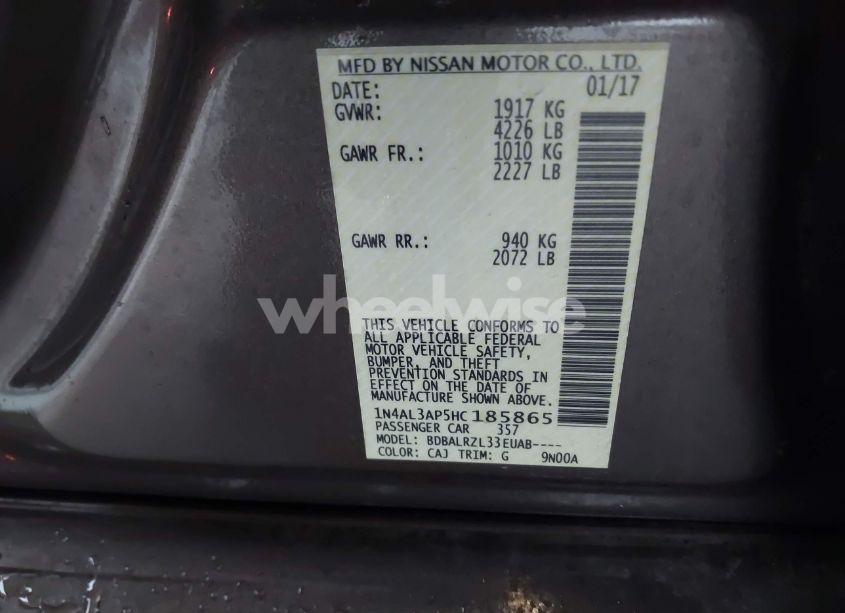 MFD BY NISSAN MOTOR CO., LTD.
DATE: 01/17
GVWR: 1917 KG
4226 LB
GAWR FR.: 1010 KG
2227 LB
GAWR RR.: 940 KG
2072 LB
wheelwise
THIS VEHICLE CONFORMS TO
ALL APPLICABLE FEDERAL
MOTOR VEHICLE SAFETY,
BUMPER, AND THEFT
PREVENTION STANDARDS IN
EFFECT ON THE DATE OF
MANUFACTURE SHOWN ABOVE.
1N4AL3AP5HC185865
PASSENGER CAR 357
MODEL: BDBALRZL33EUAB----
COLOR: CAJ TRIM: G 9N00A